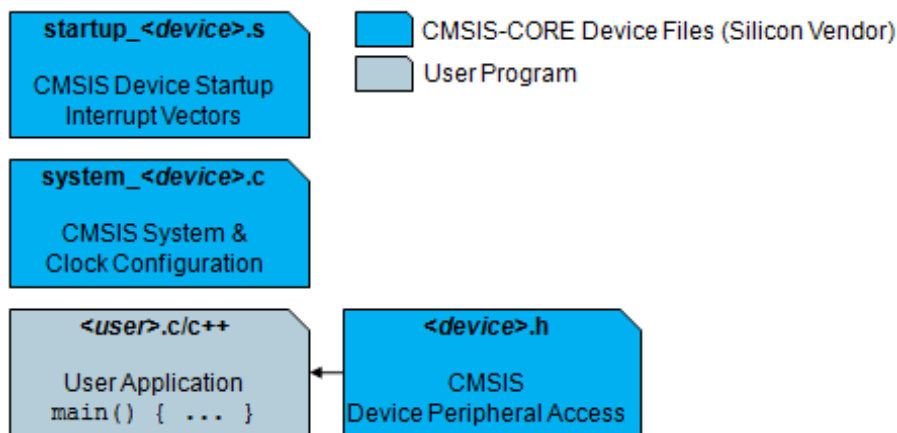 startup_<device>.s
CMSIS Device Startup
Interrupt Vectors
CMSIS-CORE Device Files (Silicon Vendor)
User Program
system_<device>.c
CMSIS System &
Clock Configuration
<user>.c/c++
User Application
main() { ... }
<device>.h
CMSIS
Device Peripheral Access